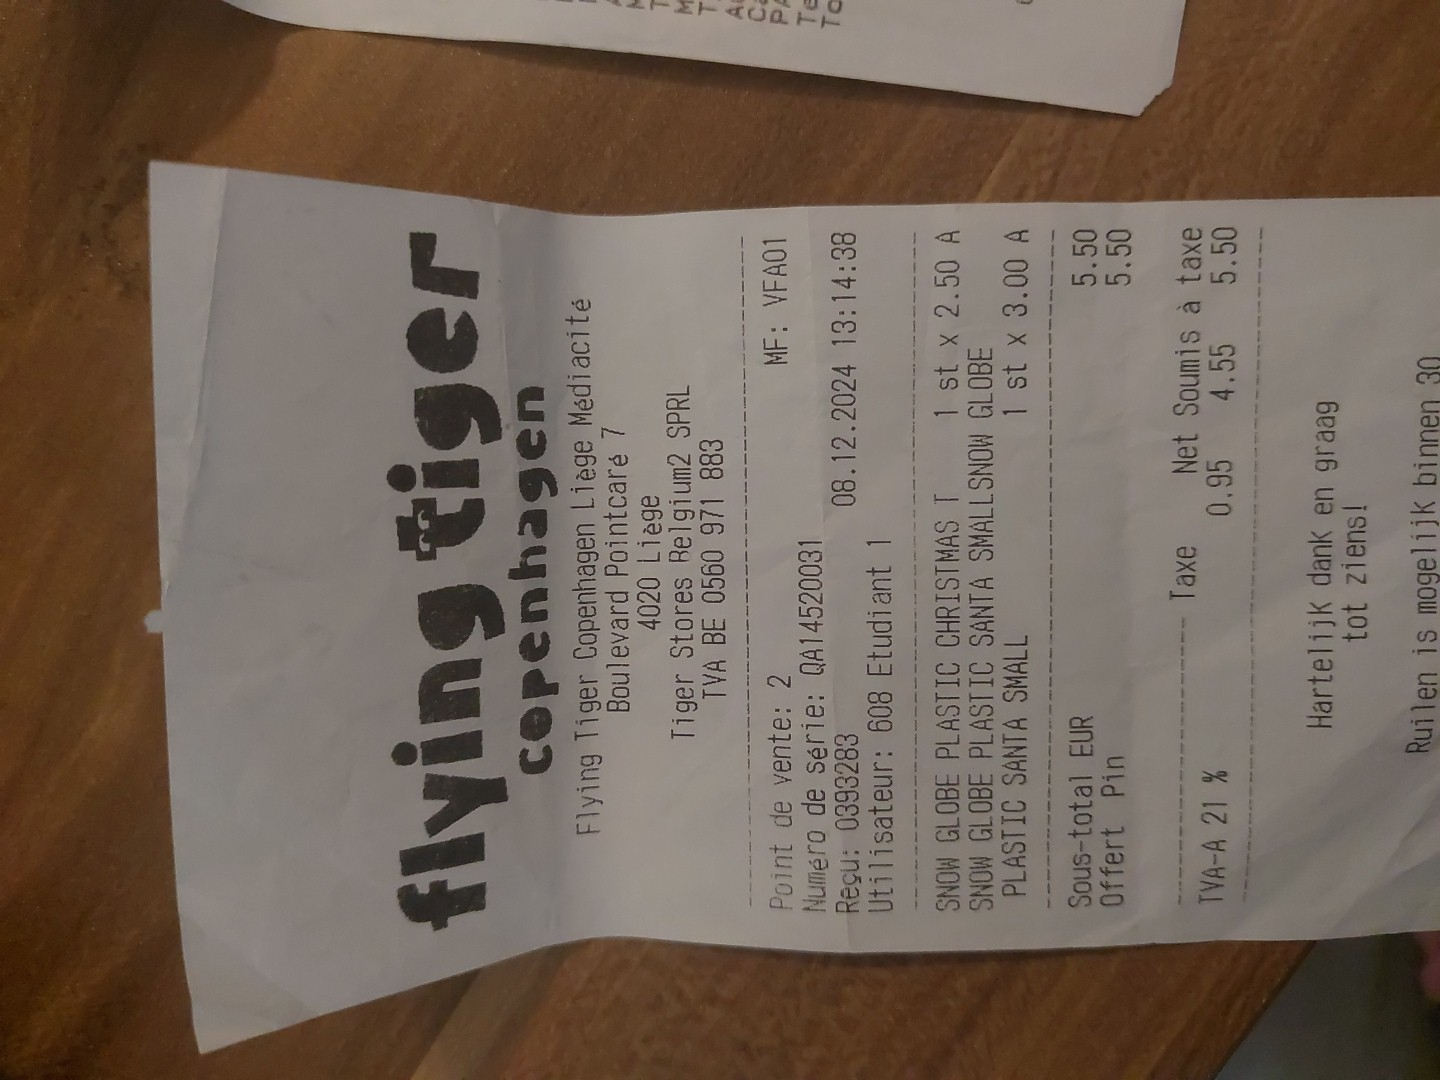 flying tiger
copenhagen
Flying Tiger Copenhagen Liège Médiacité
Boulevard Pointcaré 7
4020 Liège
Tiger Stores Belgium2 SPRL
TVA BE 0560 971 883
Point de vente: 2 MF: VFA01
Numéro de série: QA14520031
Reçu: 0393283 08.12.2024 13:14:38
Utilisateur: 608 Etudiant 1
SNOW GLOBE PLASTIC CHRISTMAS T 1 st x 2.50 A
SNOW GLOBE PLASTIC SANTA SMALLSNOW GLOBE
PLASTIC SANTA SMALL 1 st x 3.00 A
Sous-total EUR 5.50
Offert Pin 5.50
Taxe Net Soumis à taxe
TVA-A 21 % 0.95 4.55 5.50
Hartelijk dank en graag
tot ziens!
Ruilen is mogelijk binnen 30